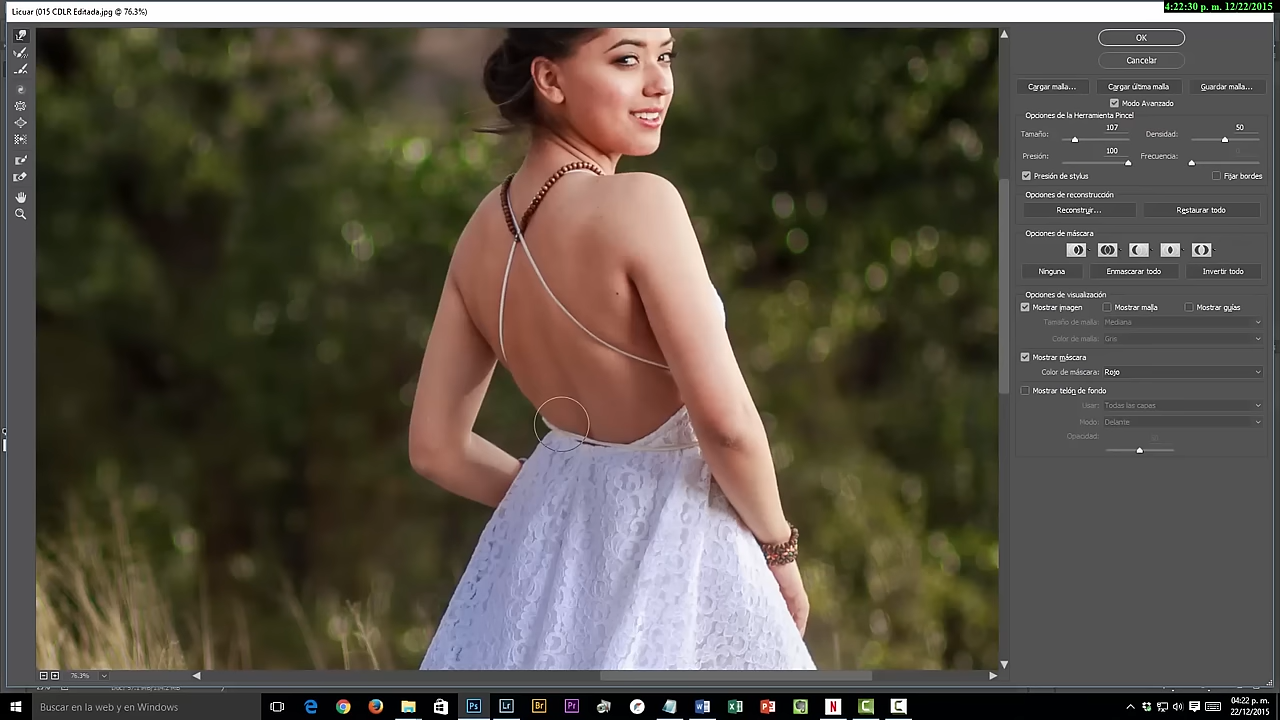 4:22:30 p. m. 12/22/2015
Licuar (015 CDLR Editada.jpg @ 76.3%)
OK
Cancelar
Cargar malla... Cargar última malla Guardar malla...
Modo Avanzado
Opciones de la Herramienta Pincel
Tamaño: 107 Densidad: 50
Presión: 100 Frecuencia:
Presión de stylus Fijar bordes
Opciones de reconstrucción
Reconstruir... Restaurar todo
Opciones de máscara
Ninguna Enmascarar todo Invertir todo
Opciones de visualización
Mostrar imagen Mostrar malla Mostrar guías
Tamaño de malla: Mediana
Color de malla: Gris
Mostrar máscara
Color de máscara: Rojo
Mostrar telón de fondo
Usar: Todas las capas
Modo: Delante
Opacidad:
76.3%
Buscar en la web y en Windows
Ps Lr Br Pr N
04:22 p.m.
22/12/2015